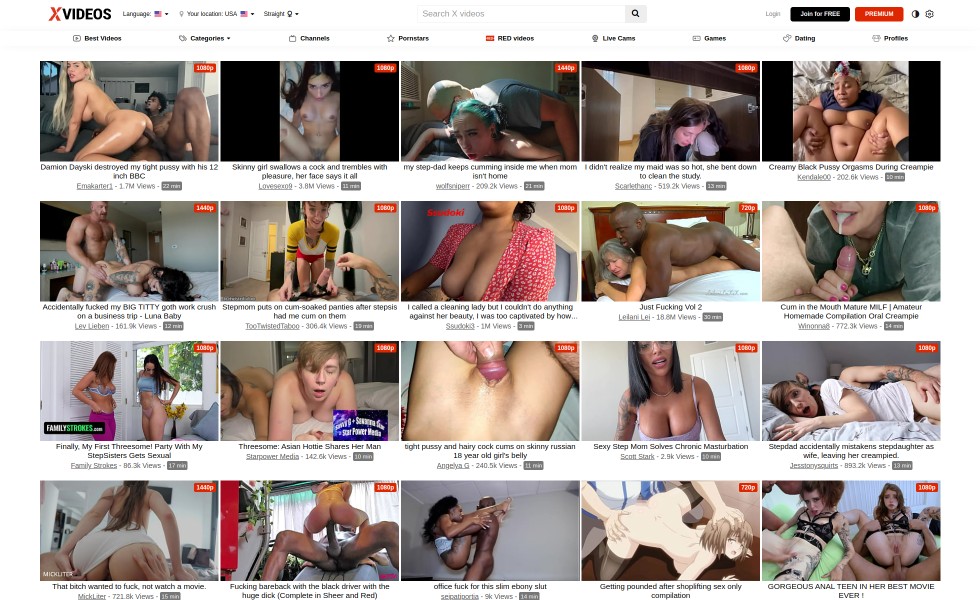 XVIDEOS
Language:
Your location: USA
Straight
Search X videos
Login
Join for FREE
PREMIUM
Best Videos
Categories
Channels
Pornstars
RED videos
Live Cams
Games
Dating
Profiles
1080p
1080p
1440p
1080p
1080p
Damion Dayski destroyed my tight pussy with his 12
inch BBC
Emakarter1 - 1.7M Views - 22 min
Skinny girl swallows a cock and trembles with
pleasure, her face says it all
Lovesexo9 - 3.8M Views - 11 min
my step-dad keeps cumming inside me when mom
isn't home
wolfsniperr - 209.2k Views - 21 min
I didn't realize my maid was so hot, she bent down
to clean the study.
Scarlethanc - 519.2k Views - 13 min
Creamy Black Pussy Orgasms During Creampie
Kendale00 - 202.6k Views - 10 min
1440p
1080p
Ssudoki
1080p
720p
1080p
Accidentally fucked my BIG TITTY goth work crush
on a business trip - Luna Baby
Lev Lieben - 161.9k Views - 12 min
Stepmom puts on cum-soaked panties after stepsis
had me cum on them
TooTwistedTaboo - 306.4k Views - 19 min
I called a cleaning lady but I couldn't do anything
against her beauty, I was too captivated by how...
Ssudoki3 - 1M Views - 3 min
Just Fucking Vol 2
Leilani Lei - 18.8M Views - 30 min
Cum in the Mouth Mature MILF | Amateur
Homemade Compilation Oral Creampie
Winonna8 - 772.3k Views - 14 min
1080p
FAMILYSTROKES.com
1080p
Star Power Media
1080p
1080p
1080p
Finally, My First Threesome! Party With My
StepSisters Gets Sexual
Family Strokes - 86.3k Views - 17 min
Threesome: Asian Hottie Shares Her Man
Starpower Media - 142.6k Views - 10 min
tight pussy and hairy cock cums on skinny russian
18 year old girl's belly
Angelya G - 240.5k Views - 11 min
Sexy Step Mom Solves Chronic Masturbation
Scott Stark - 2.9k Views - 10 min
Stepdad accidentally mistakens stepdaughter as
wife, leaving her creampied.
Jesstonysquirts - 893.2k Views - 13 min
1440p
MICKLITER
1080p
720p
1080p
That bitch wanted to fuck, not watch a movie.
MickLiter - 721.8k Views - 15 min
Fucking bareback with the black driver with the
huge dick (Complete in Sheer and Red)
office fuck for this slim ebony slut
seipatiportia - 9k Views - 14 min
Getting pounded after shoplifting sex only
compilation
GORGEOUS ANAL TEEN IN HER BEST MOVIE
EVER !